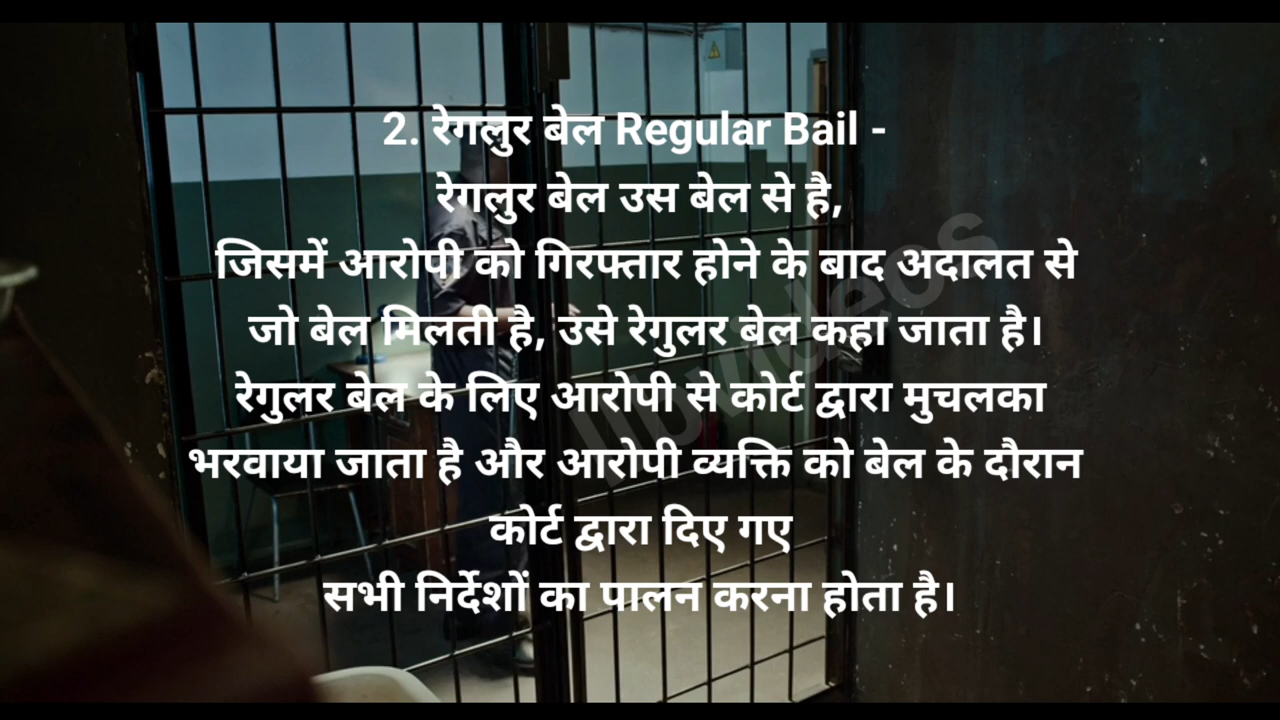 2. रेगलुर बेल Regular Bail -
रेगलुर बेल उस बेल से है,
जिसमें आरोपी को गिरफ्तार होने के बाद अदालत से
जो बेल मिलती है, उसे रेगुलर बेल कहा जाता है।
रेगुलर बेल के लिए आरोपी से कोर्ट द्वारा मुचलका
भरवाया जाता है और आरोपी व्यक्ति को बेल के दौरान
कोर्ट द्वारा दिए गए
सभी निर्देशों का पालन करना होता है।